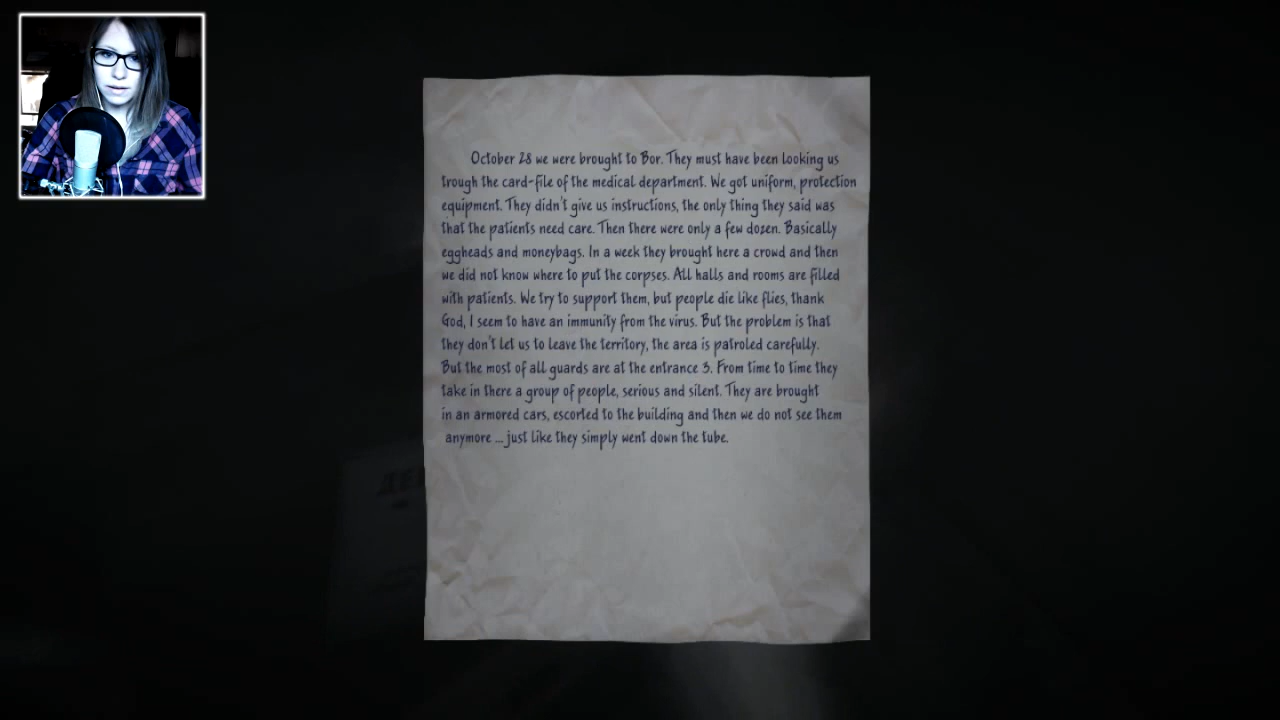 October 28 we were brought to Bor. They must have been looking us
trough the card-file of the medical department. We got uniform, protection
equipment. They didn't give us instructions, the only thing they said was
that the patients need care. Then there were only a few dozen. Basically
eggheads and moneybags. In a week they brought here a crowd and then
we did not know where to put the corpses. All halls and rooms are filled
with patients. We try to support them, but people die like flies, thank
God, I seem to have an immunity from the virus. But the problem is that
they don't let us to leave the territory, the area is patroled carefully.
But the most of all guards are at the entrance 3. From time to time they
take in there a group of people, serious and silent. They are brought
in an armored cars, escorted to the building and then we do not see them
anymore ... just like they simply went down the tube.